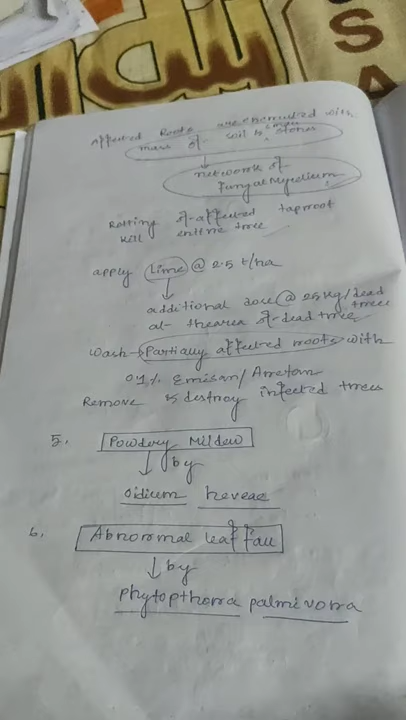 Affected Roots are encrusted with
mass of soil & small stones
↓
network of
fungal Mycelium
Rotting of affected taproot
kill entire tree
apply Lime @ 2.5 t/ha
↓
additional dose @ 25 kg/dead trees
at the area of dead tree
Wash → Partially affected roots with
0.1% Emisan/Arretan
Remove & destroy infected trees
5. Powdery Mildew
↓ by
Oidium heveae
6. Abnormal leaf fall
↓ by
phytopthora palmivora
S
A